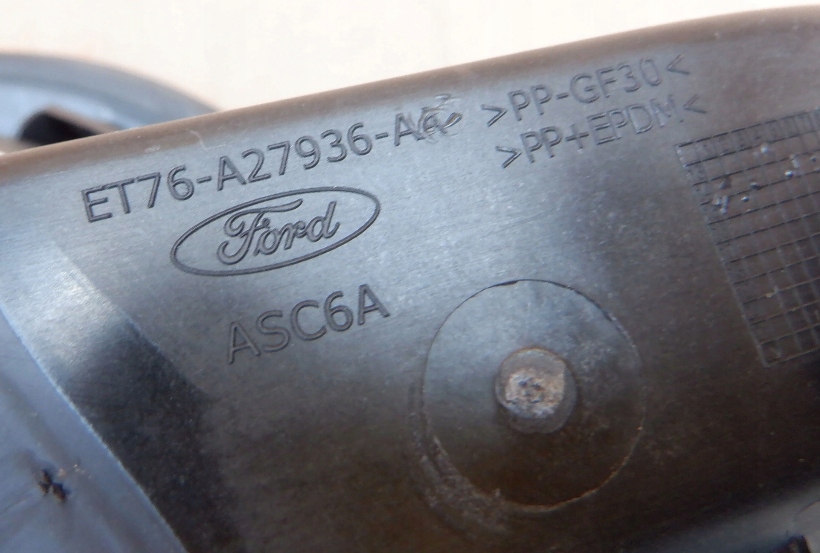 ET76-A27936-A
>PP-GF30<
>PP+EPDM<
Ford
ASC6A